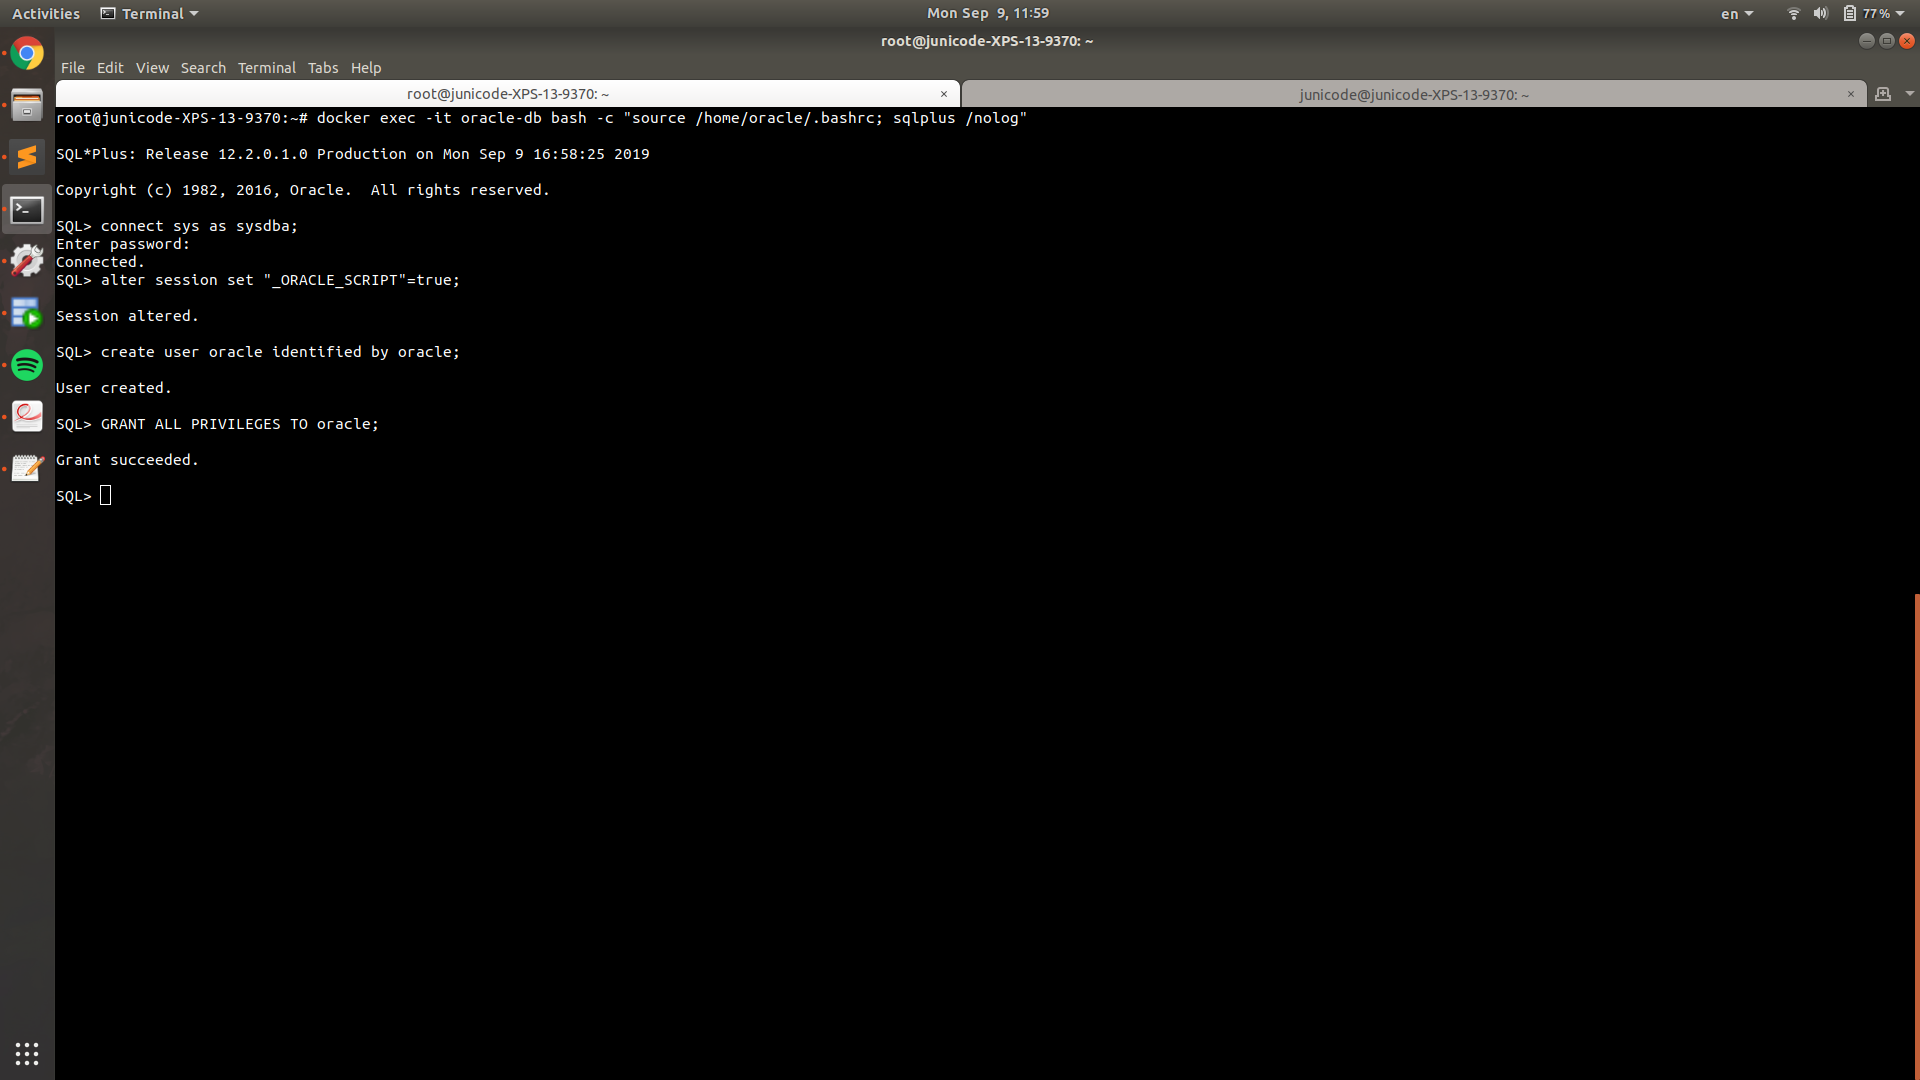 Activities Terminal Mon Sep 9, 11:59 en 77%
root@junicode-XPS-13-9370: ~
File Edit View Search Terminal Tabs Help
root@junicode-XPS-13-9370: ~ × junicode@junicode-XPS-13-9370: ~ ×
root@junicode-XPS-13-9370:~# docker exec -it oracle-db bash -c "source /home/oracle/.bashrc; sqlplus /nolog"
SQL*Plus: Release 12.2.0.1.0 Production on Mon Sep 9 16:58:25 2019
Copyright (c) 1982, 2016, Oracle.  All rights reserved.
SQL> connect sys as sysdba;
Enter password:
Connected.
SQL> alter session set "_ORACLE_SCRIPT"=true;
Session altered.
SQL> create user oracle identified by oracle;
User created.
SQL> GRANT ALL PRIVILEGES TO oracle;
Grant succeeded.
SQL>